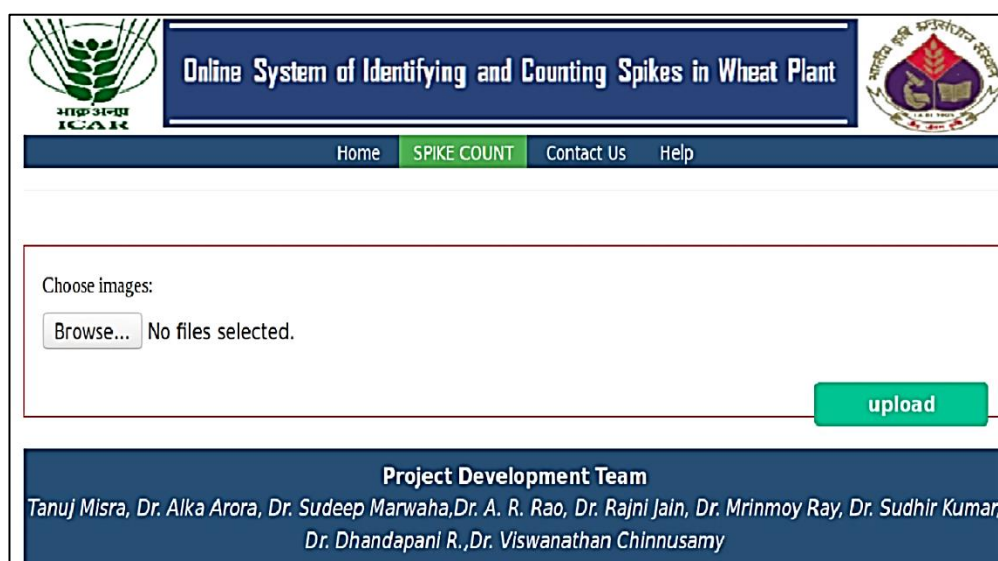 Online System of Identifying and Counting Spikes in Wheat Plant
भाकृअनुप
ICAR
Home SPIKE COUNT Contact Us Help
Choose images:
Browse... No files selected.
upload
Project Development Team
Tanuj Misra, Dr. Alka Arora, Dr. Sudeep Marwaha,Dr. A. R. Rao, Dr. Rajni Jain, Dr. Mrinmoy Ray, Dr. Sudhir Kumar,
Dr. Dhandapani R.,Dr. Viswanathan Chinnusamy